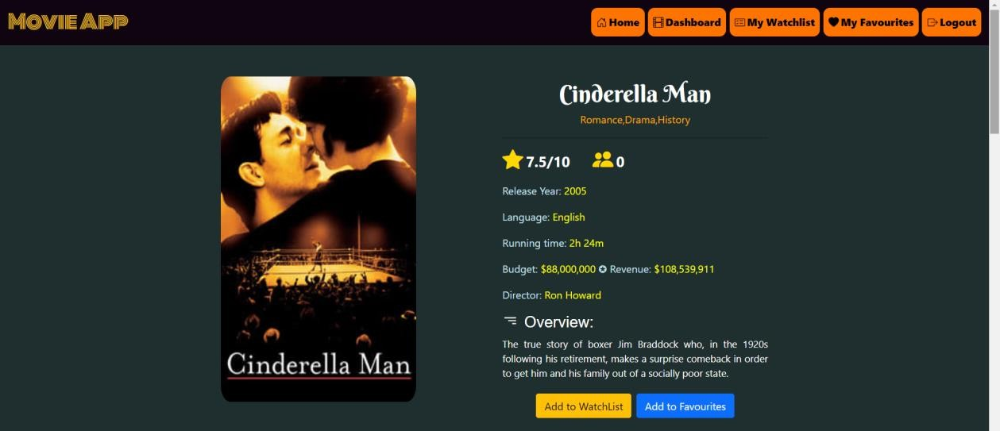 Movie App
Home Dashboard My Watchlist My Favourites Logout
Cinderella Man
Cinderella Man
Romance,Drama,History
7.5/10 0
Release Year: 2005
Language: English
Running time: 2h 24m
Budget: $88,000,000 ✪ Revenue: $108,539,911
Director: Ron Howard
Overview:
The true story of boxer Jim Braddock who, in the 1920s
following his retirement, makes a surprise comeback in order
to get him and his family out of a socially poor state.
Add to WatchList Add to Favourites